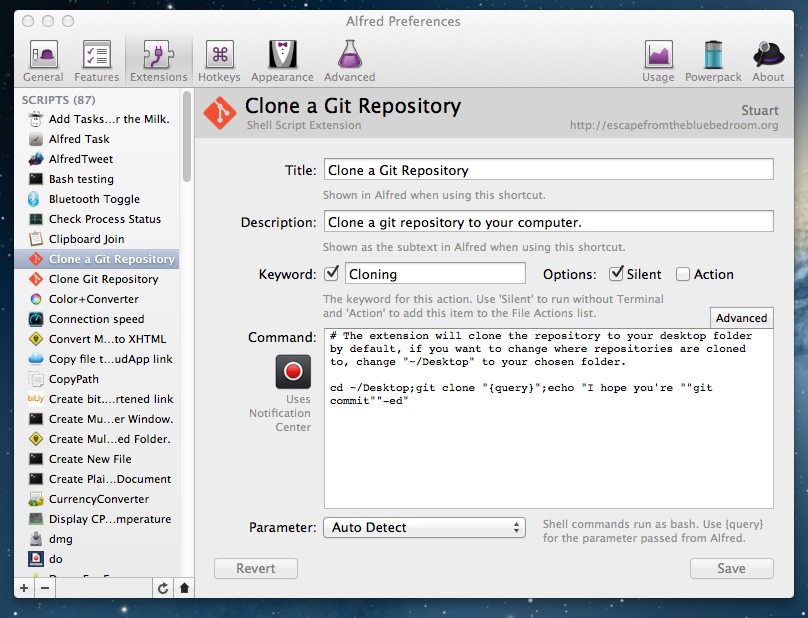 Alfred Preferences
General Features Extensions Hotkeys Appearance Advanced Usage Powerpack About
SCRIPTS (87)
Add Tasks...r the Milk.
Alfred Task
AlfredTweet
Bash testing
Bluetooth Toggle
Check Process Status
Clipboard Join
Clone a Git Repository
Clone Git Repository
Color+Converter
Connection speed
Convert M...to XHTML
Copy file t...udApp link
CopyPath
bit.ly Create bit....rtened link
Create Mu...er Window.
Create Mul...ed Folder.
Create New File
Create Plai...Document
CurrencyConverter
Display CP...mperature
dmg
do
Clone a Git Repository
Shell Script Extension
Stuart
http://escapefromthebluebedroom.org
Title: Clone a Git Repository
Shown in Alfred when using this shortcut.
Description: Clone a git repository to your computer.
Shown as the subtext in Alfred when using this shortcut.
Keyword: Cloning Options: Silent Action
The keyword for this action. Use 'Silent' to run without Terminal
and 'Action' to add this item to the File Actions list.
Advanced
Command:
# The extension will clone the repository to your desktop folder
by default, if you want to change where repositories are cloned
to, change "~/Desktop" to your chosen folder.
cd ~/Desktop;git clone "{query}";echo "I hope you're ""git
commit""-ed"
Uses
Notification
Center
Parameter: Auto Detect
Shell commands run as bash. Use {query}
for the parameter passed from Alfred.
Revert Save